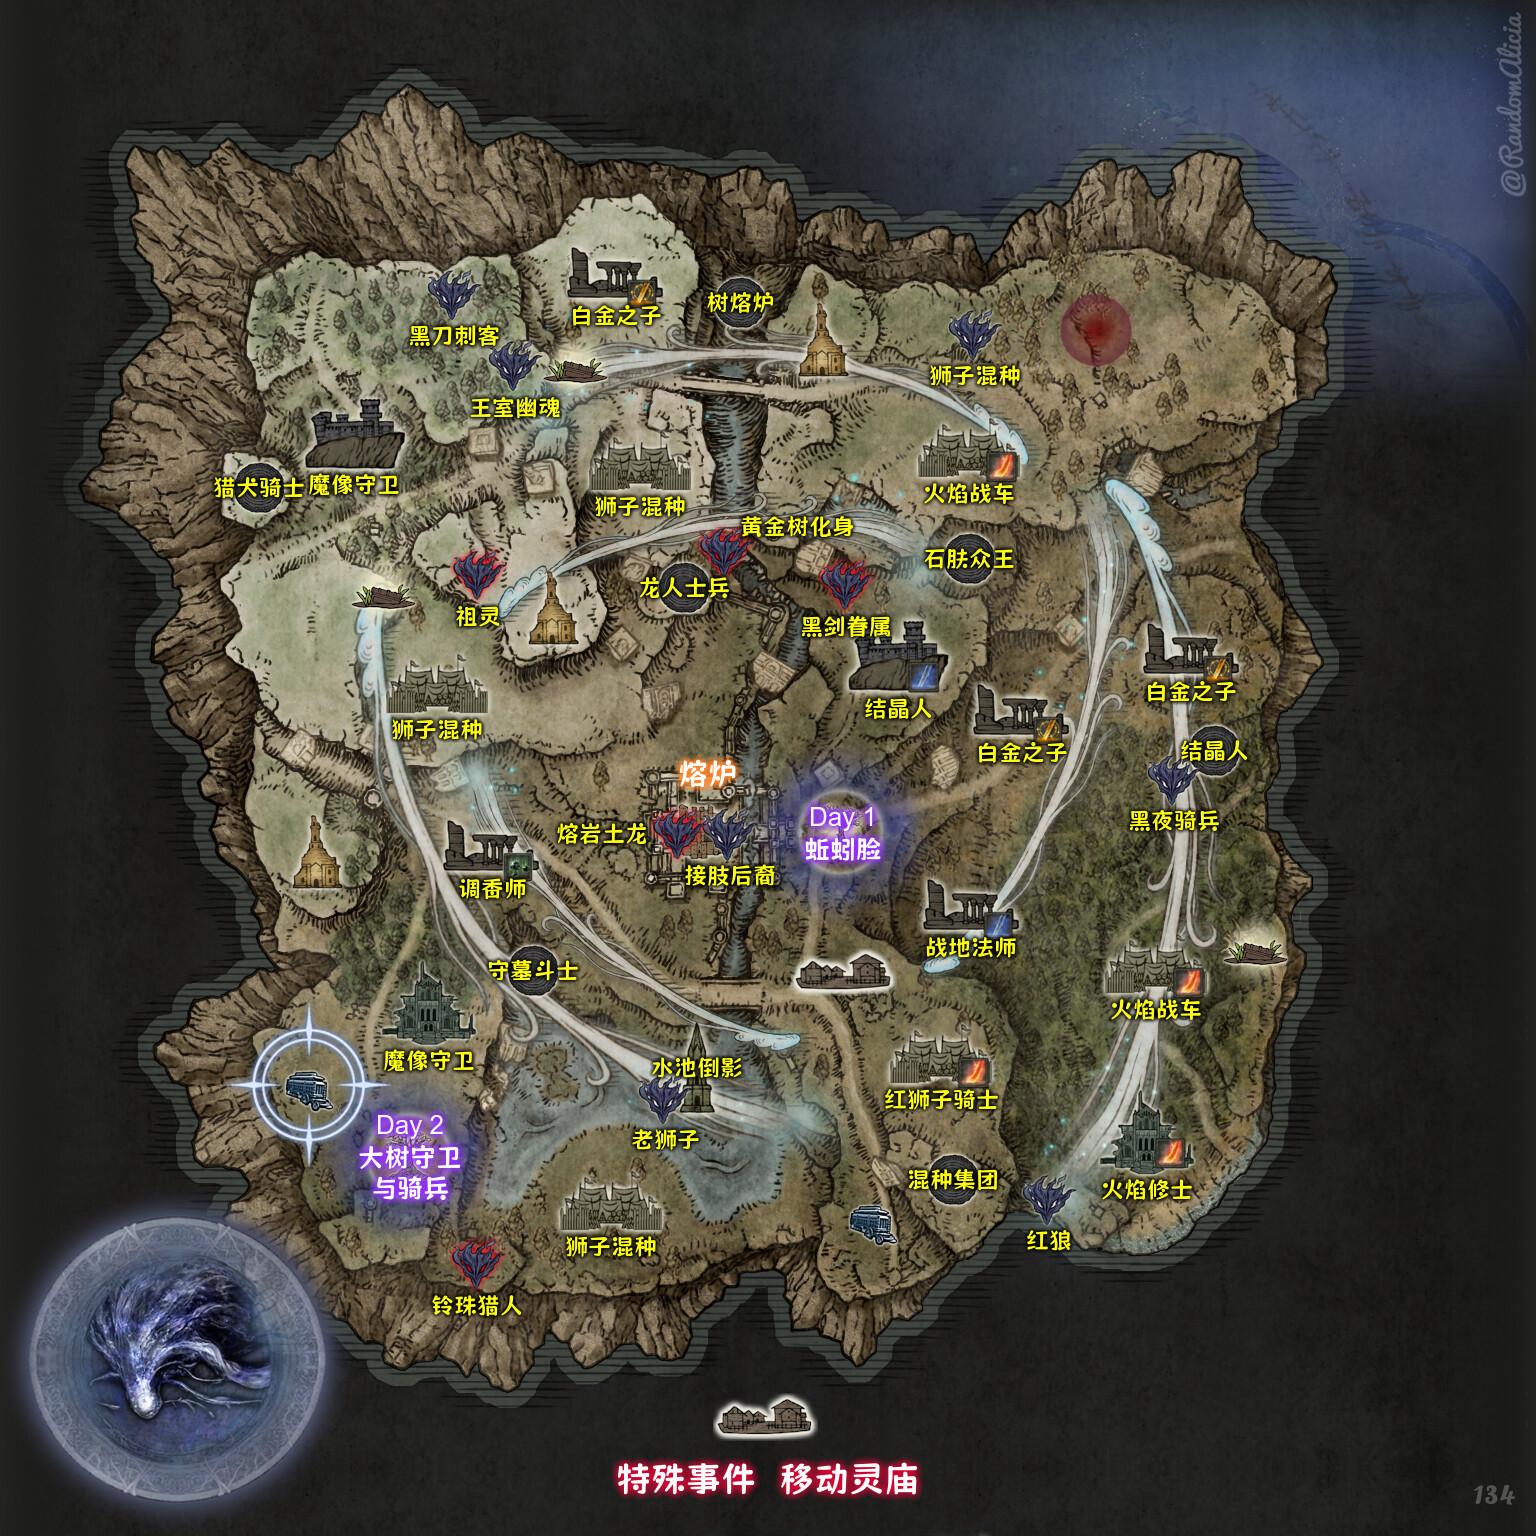 @RandomAlicia
树熔炉
白金之子
黑刀刺客
狮子混种
王室幽魂
猎犬骑士
魔像守卫
狮子混种
火焰战车
黄金树化身
石肤众王
龙人士兵
祖灵
黑剑眷属
结晶人
白金之子
狮子混种
白金之子
结晶人
熔炉
黑夜骑兵
Day 1
蚯蚓脸
熔岩土龙
接肢后裔
调香师
战地法师
守墓斗士
火焰战车
魔像守卫
水池倒影
红狮子骑士
老狮子
Day 2
大树守卫
与骑兵
混种集团
火焰修士
红狼
狮子混种
铃珠猎人
特殊事件 移动灵庙
134